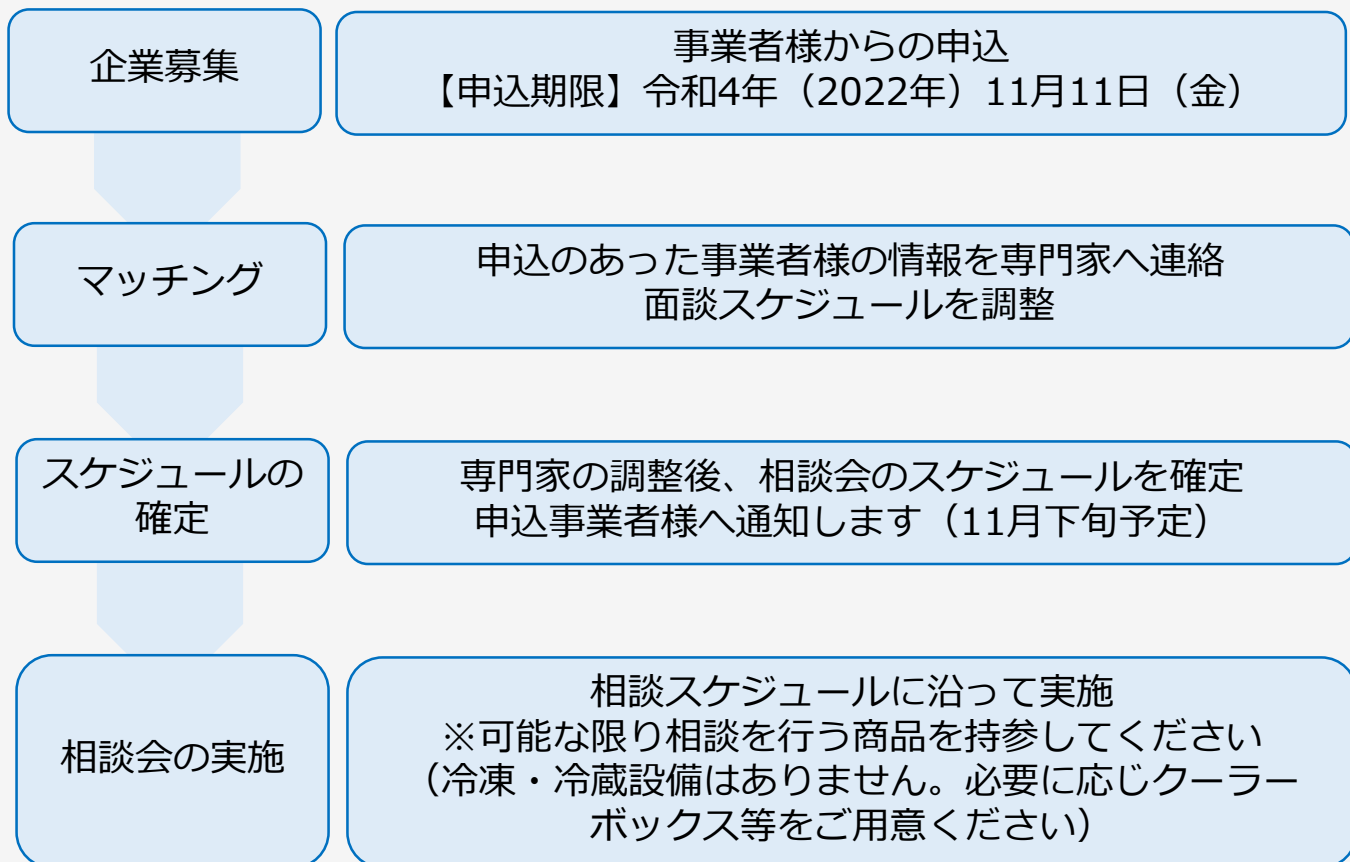 企業募集
事業者様からの申込
【申込期限】令和4年（2022年）11月11日（金）
マッチング
申込のあった事業者様の情報を専門家へ連絡
面談スケジュールを調整
スケジュールの
確定
専門家の調整後、相談会のスケジュールを確定
申込事業者様へ通知します（11月下旬予定）
相談会の実施
相談スケジュールに沿って実施
※可能な限り相談を行う商品を持参してください
（冷凍・冷蔵設備はありません。必要に応じクーラー
ボックス等をご用意ください）